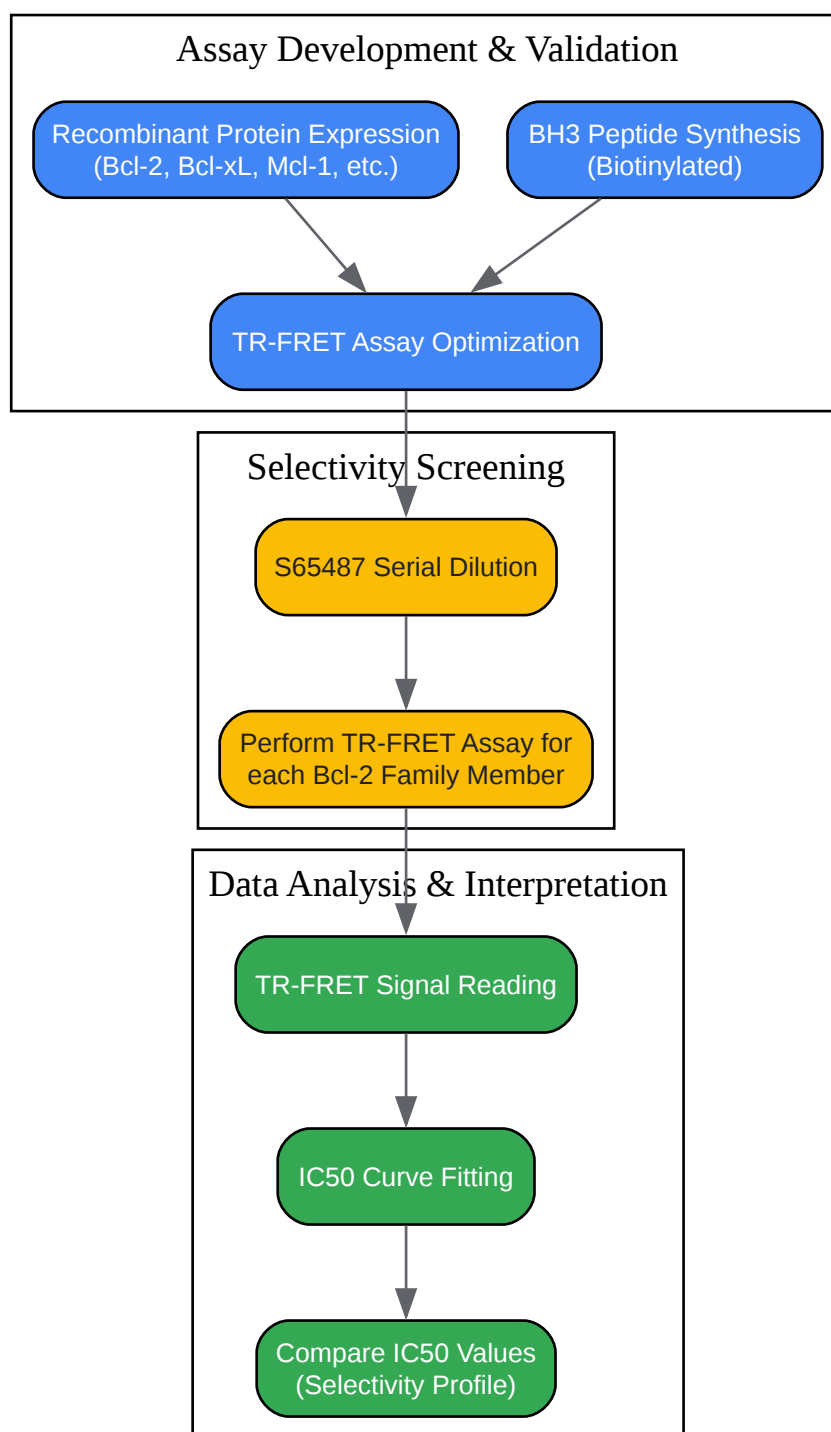 Assay Development & Validation
Recombinant Protein Expression
(Bcl-2, Bcl-xL, Mcl-1, etc.)
BH3 Peptide Synthesis
(Biotinylated)
TR-FRET Assay Optimization
Selectivity Screening
S65487 Serial Dilution
Perform TR-FRET Assay for
each Bcl-2 Family Member
Data Analysis & Interpretation
TR-FRET Signal Reading
IC50 Curve Fitting
Compare IC50 Values
(Selectivity Profile)